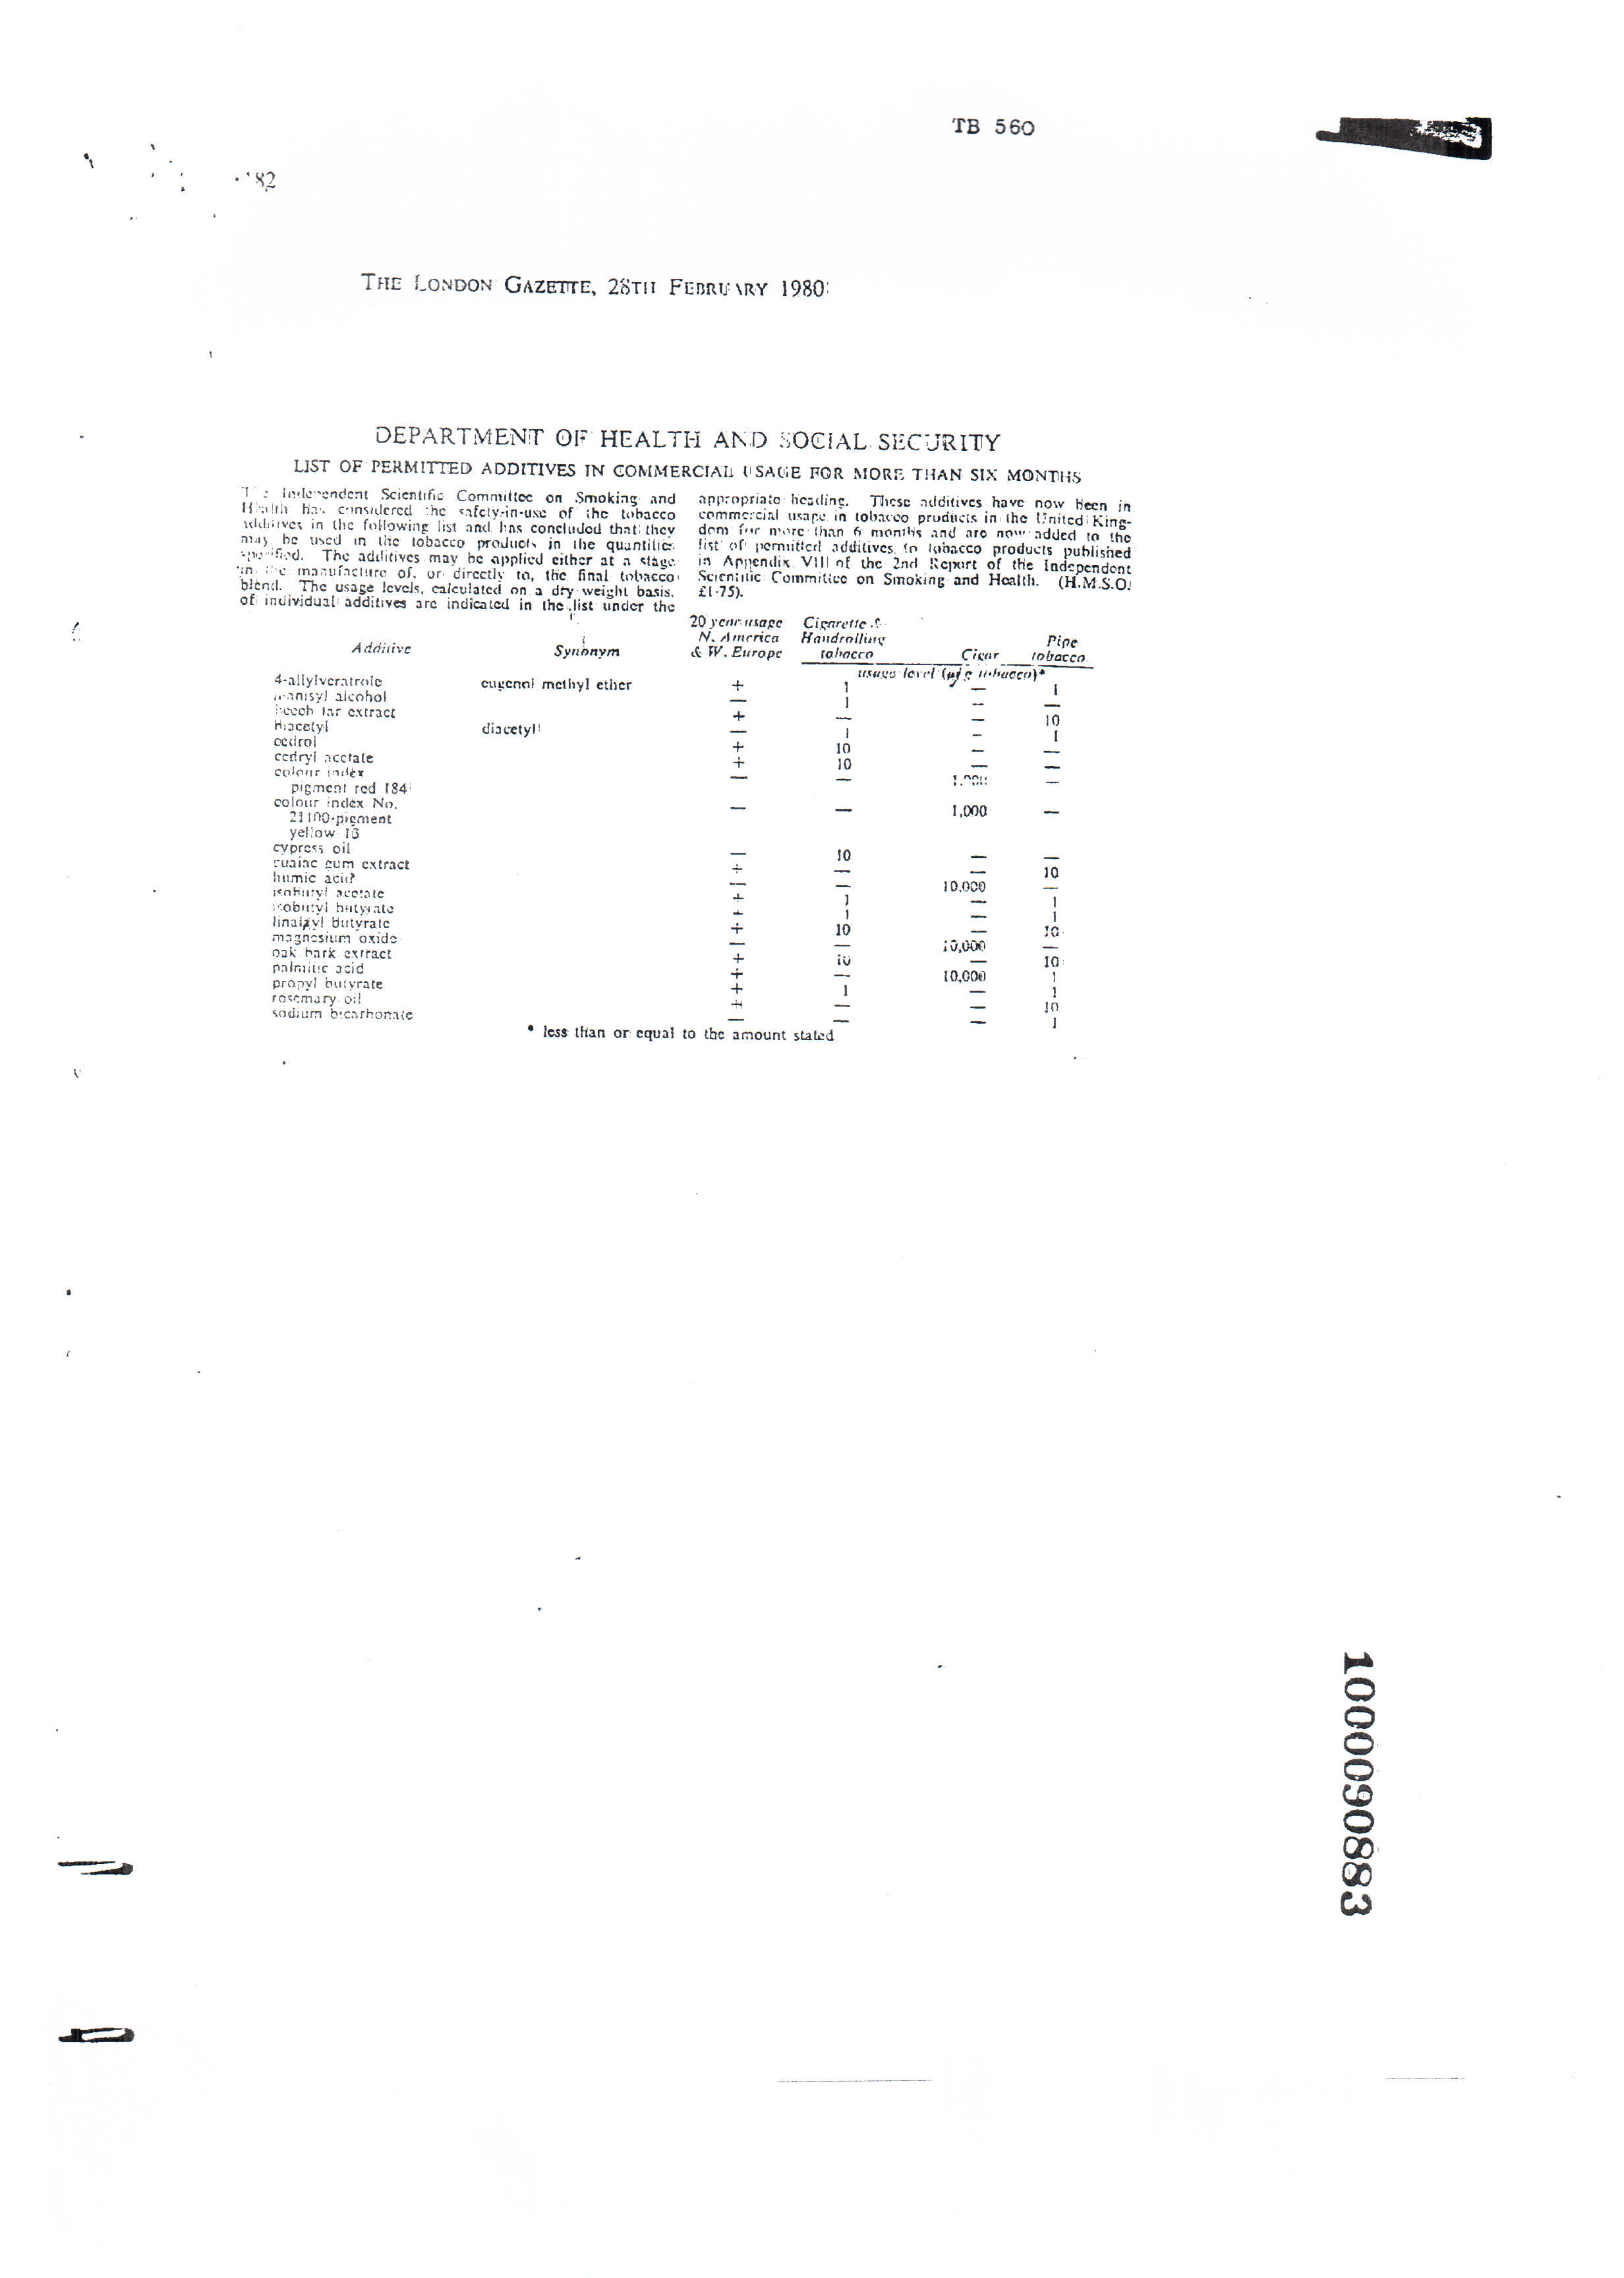 TB 560
'82
THE LONDON GAZETTE, 28TH FEBRUARY 1980
DEPARTMENT OF HEALTH AND SOCIAL SECURITY
LIST OF PERMITTED ADDITIVES IN COMMERCIAL USAGE FOR MORE THAN SIX MONTHS
The Independent Scientific Committee on Smoking and
Health has considered the safety-in-use of the tobacco
additives in the following list and has concluded that they
may be used in the tobacco products in the quantities
specified. The additives may be applied either at a stage
in the manufacture of, or directly to, the final tobacco
blend. The usage levels, calculated on a dry weight basis,
of individual additives are indicated in the list under the
appropriate heading. These additives have now been in
commercial usage in tobacco products in the United King-
dom for more than 6 months and are now added to the
list of permitted additives to tobacco products published
in Appendix VIII of the 2nd Report of the Independent
Scientific Committee on Smoking and Health. (H.M.S.O.
£1·75).
20 year usage Cigarette &
N. America Handrolling Pipe
Additive Synonym & W. Europe tobacco Cigar tobacco
usage level (µg/g tobacco)*
4-allylveratrole eugenol methyl ether + 1 — 1
anisyl alcohol — 1 — —
beech tar extract + — — 10
biacetyl diacetyl — 1 — 1
cedrol + 10 — —
cedryl acetate + 10 — —
colour index — — —
pigment red 184
colour index No. — — 1,000 —
21100-pigment
yellow 13
cypress oil — 10 — —
guaiac gum extract + — — 10
humic acid — — 10,000 —
isobutyl acetate + 1 — 1
isobutyl butyrate + 1 — 1
linalyl butyrate + 10 — 10
magnesium oxide — — 10,000 —
oak bark extract + 10 — 10
palmitic acid + — 10,000 1
propyl butyrate + 1 — 1
rosemary oil + — — 10
sodium bicarbonate — — — 1
* less than or equal to the amount stated
1000090883